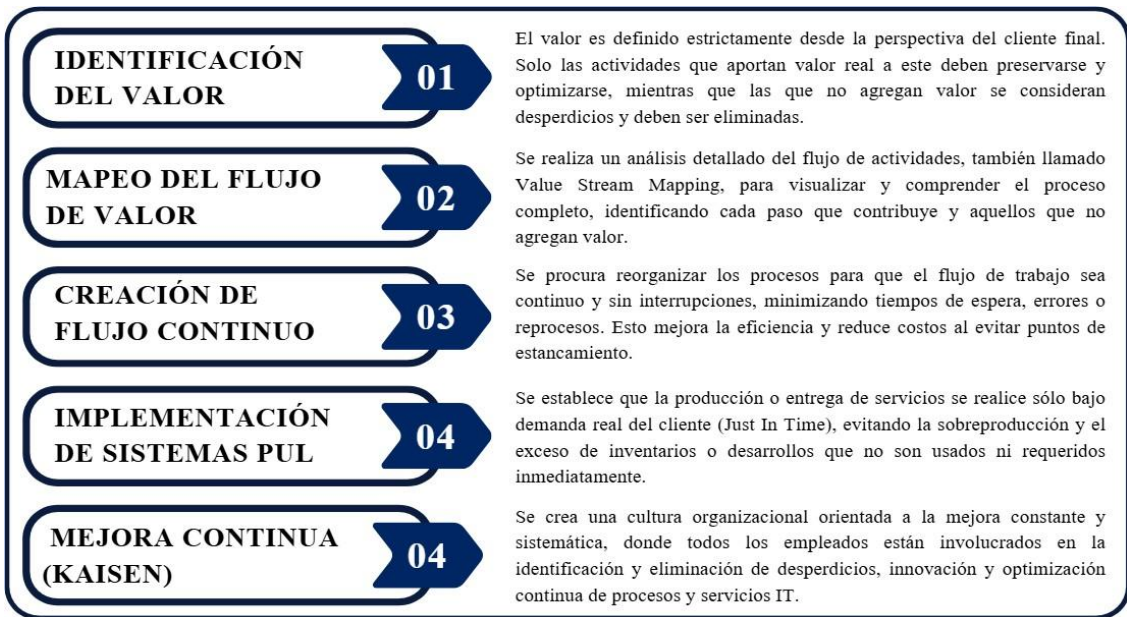 IDENTIFICACIÓN
DEL VALOR
01
El valor es definido estrictamente desde la perspectiva del cliente final.
Solo las actividades que aportan valor real a este deben preservarse y
optimizarse, mientras que las que no agregan valor se consideran
desperdicios y deben ser eliminadas.
MAPEO DEL FLUJO
DE VALOR
02
Se realiza un análisis detallado del flujo de actividades, también llamado
Value Stream Mapping, para visualizar y comprender el proceso
completo, identificando cada paso que contribuye y aquellos que no
agregan valor.
CREACIÓN DE
FLUJO CONTINUO
03
Se procura reorganizar los procesos para que el flujo de trabajo sea
continuo y sin interrupciones, minimizando tiempos de espera, errores o
reprocesos. Esto mejora la eficiencia y reduce costos al evitar puntos de
estancamiento.
IMPLEMENTACIÓN
DE SISTEMAS PUL
04
Se establece que la producción o entrega de servicios se realice sólo bajo
demanda real del cliente (Just In Time), evitando la sobreproducción y el
exceso de inventarios o desarrollos que no son usados ni requeridos
inmediatamente.
MEJORA CONTINUA
(KAISEN)
04
Se crea una cultura organizacional orientada a la mejora constante y
sistemática, donde todos los empleados están involucrados en la
identificación y eliminación de desperdicios, innovación y optimización
continua de procesos y servicios IT.